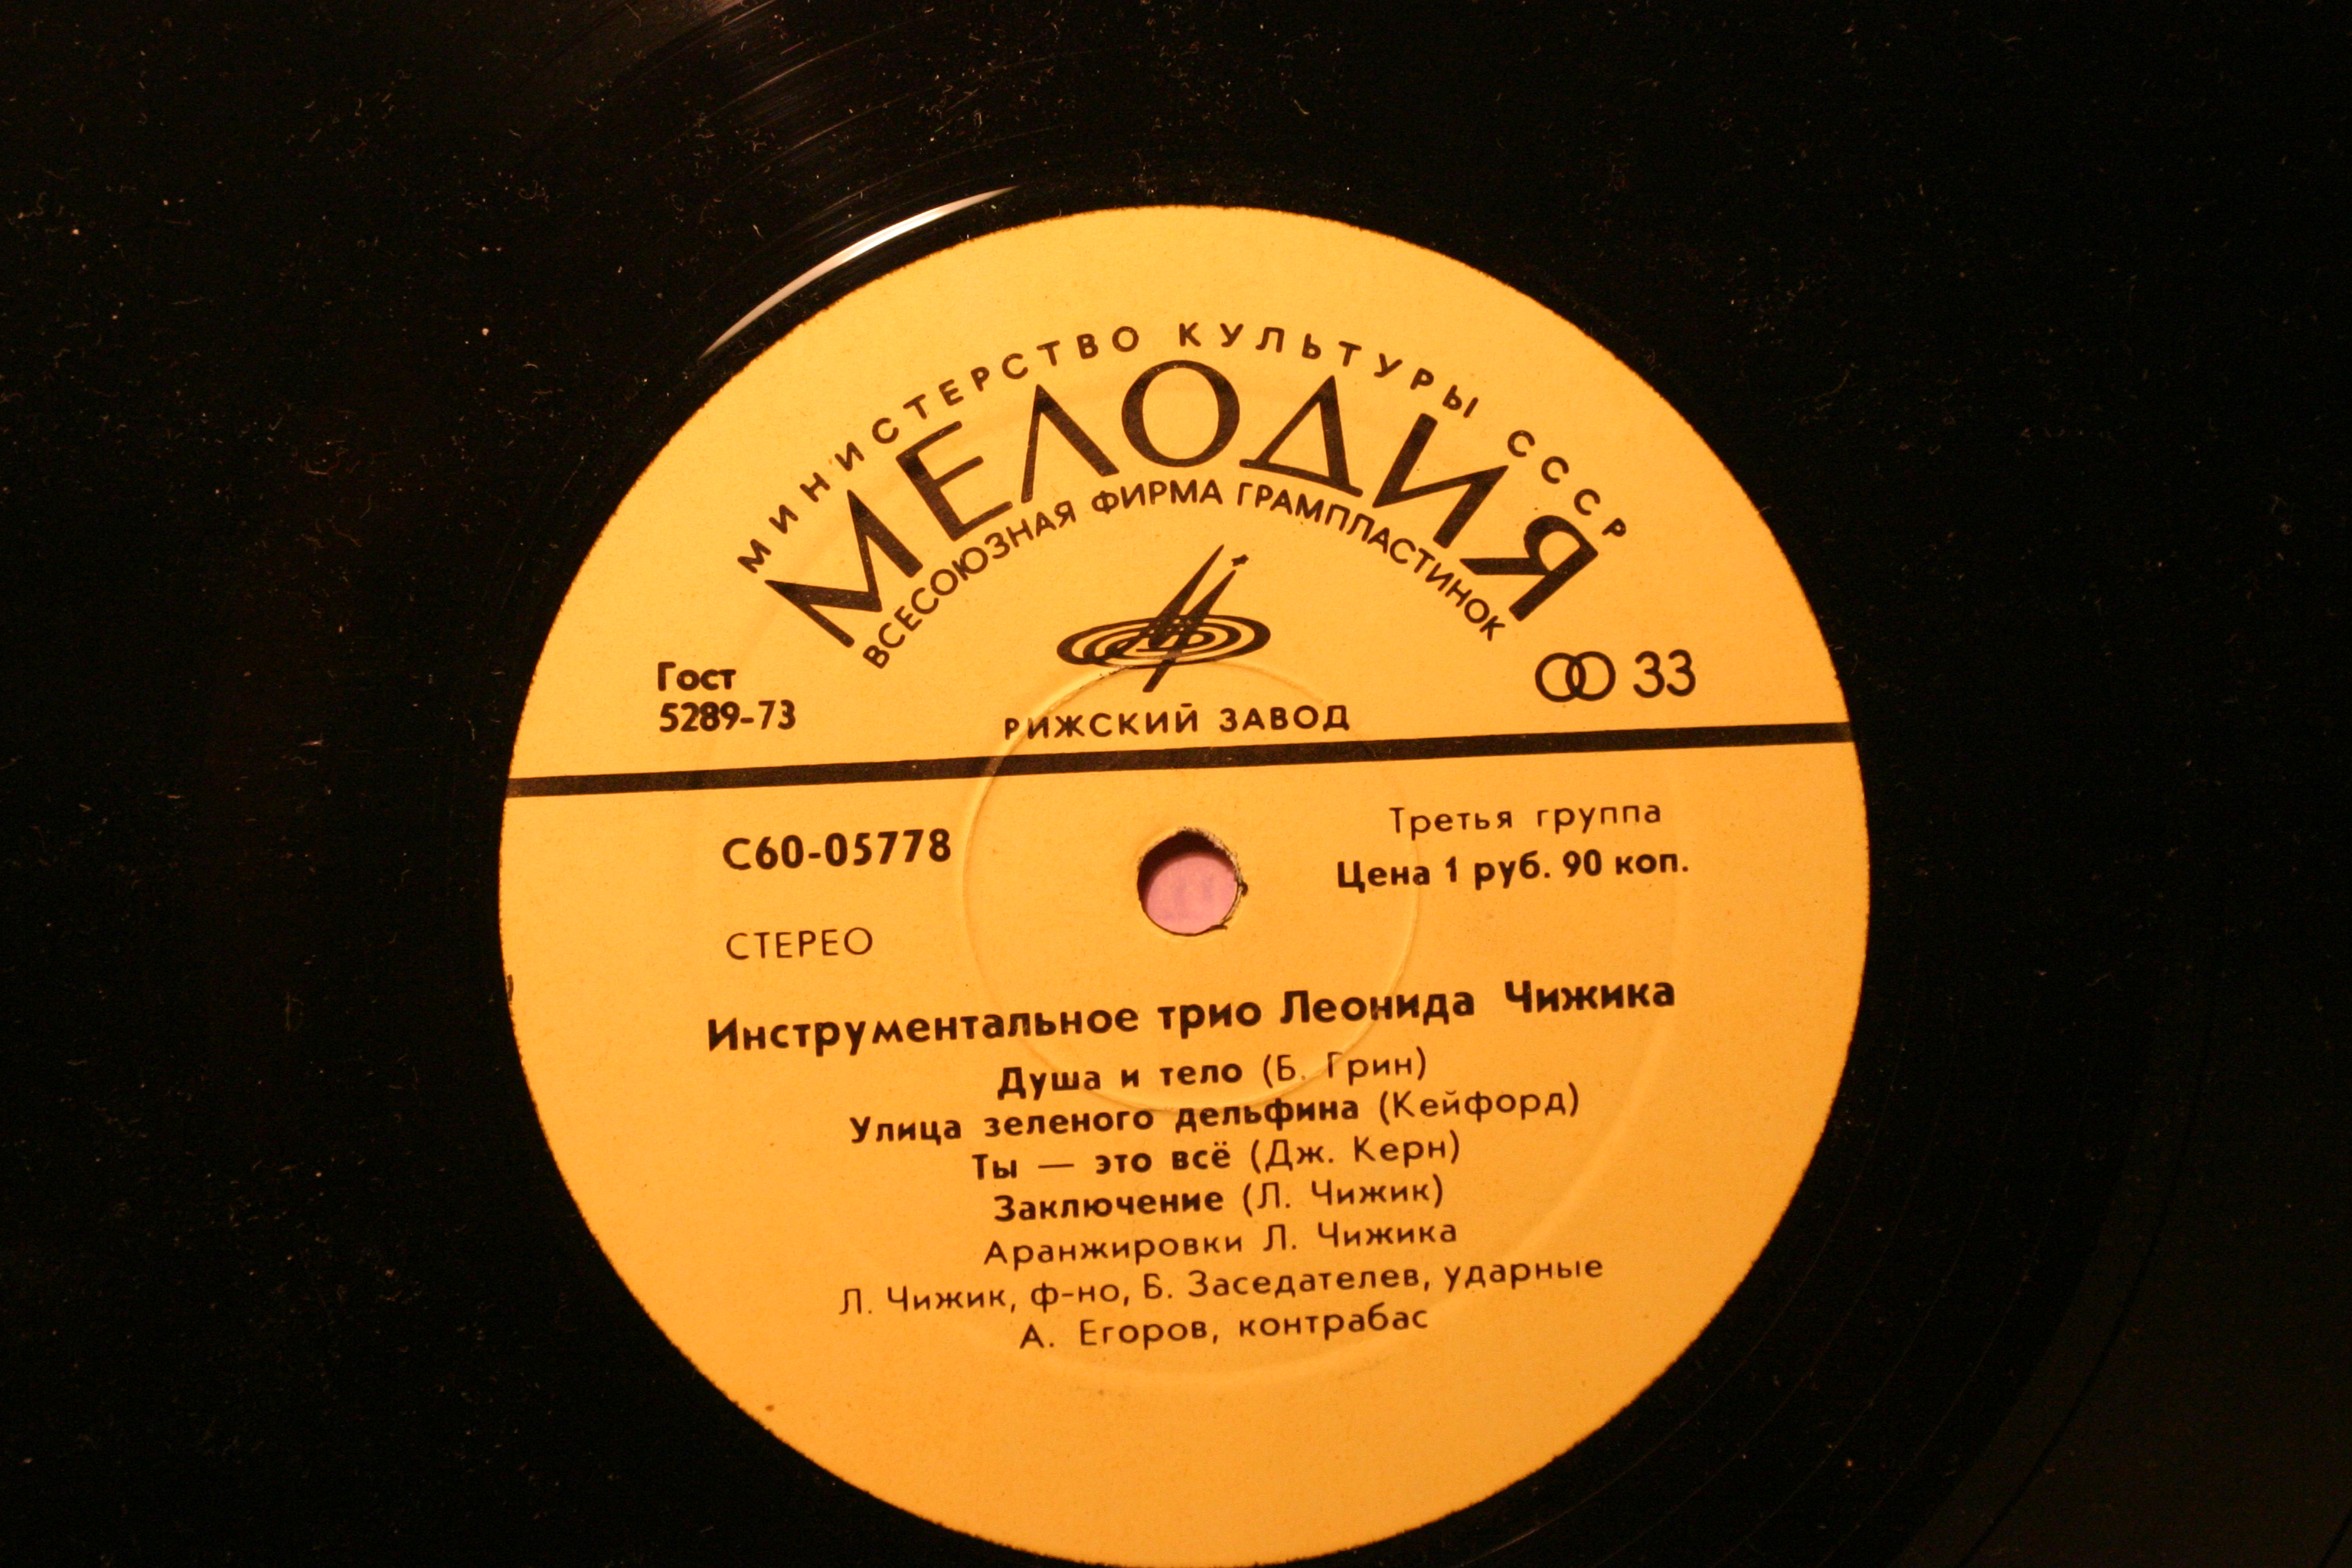 МИНИСТЕРСТВО КУЛЬТУРЫ СССР
МЕЛОДИЯ
ВСЕСОЮЗНАЯ ФИРМА ГРАМПЛАСТИНОК
Гост
5289-73
РИЖСКИЙ ЗАВОД
33
С60-05778
Третья группа
Цена 1 руб. 90 коп.
СТЕРЕО
Инструментальное трио Леонида Чижика
Душа и тело (Б. Грин)
Улица зеленого дельфина (Кейфорд)
Ты — это всё (Дж. Керн)
Заключение (Л. Чижик)
Аранжировки Л. Чижика
Л. Чижик, ф-но, Б. Заседателев, ударные
А. Егоров, контрабас